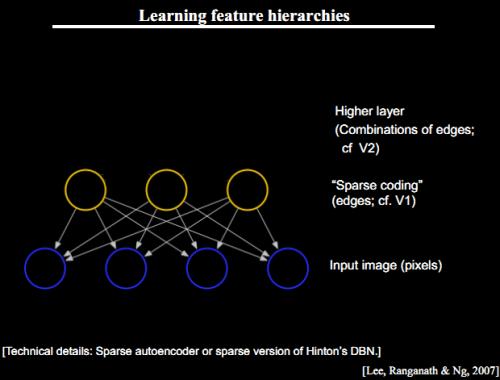 Learning feature hierarchies
Higher layer
(Combinations of edges;
cf V2)
“Sparse coding”
(edges; cf. V1)
Input image (pixels)
[Technical details: Sparse autoencoder or sparse version of Hinton’s DBN.]
[Lee, Ranganath & Ng, 2007]